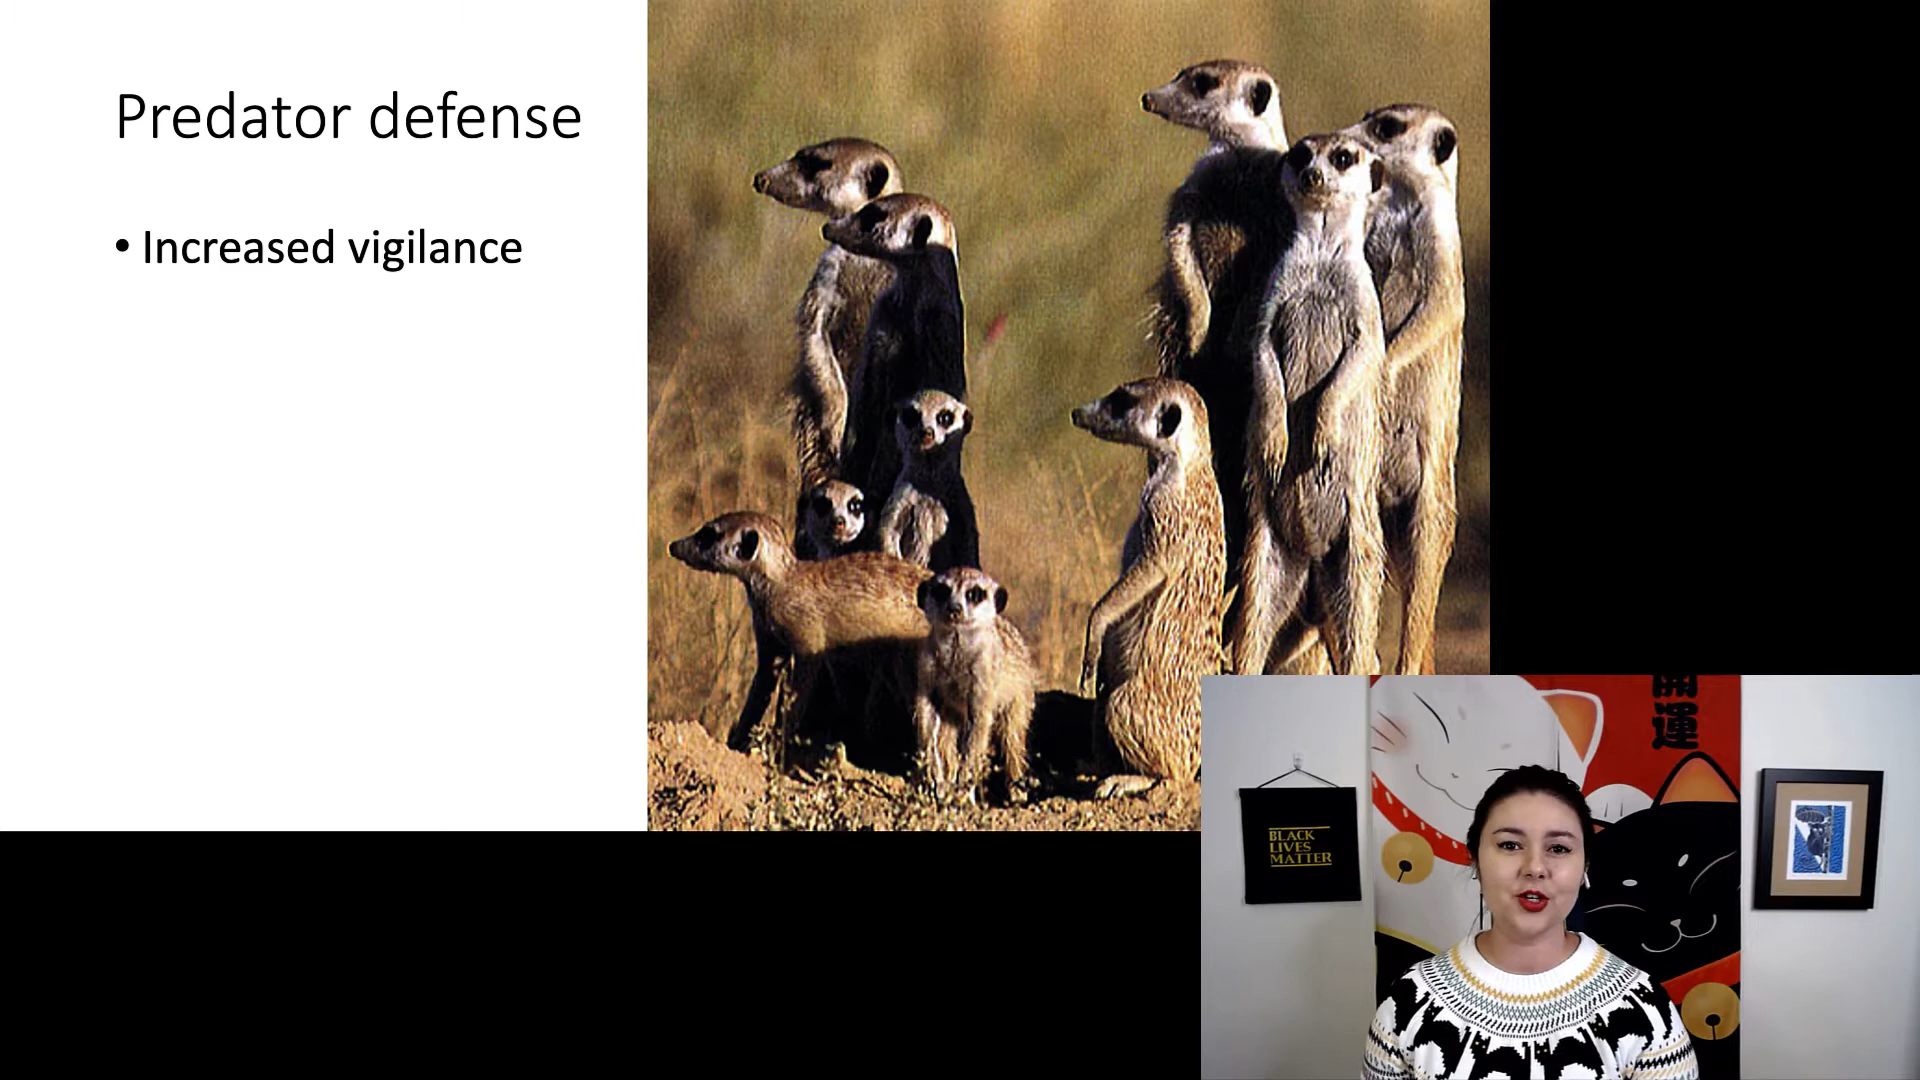 Predator defense
• Increased vigilance
開
運
BLACK
LIVES
MATTER